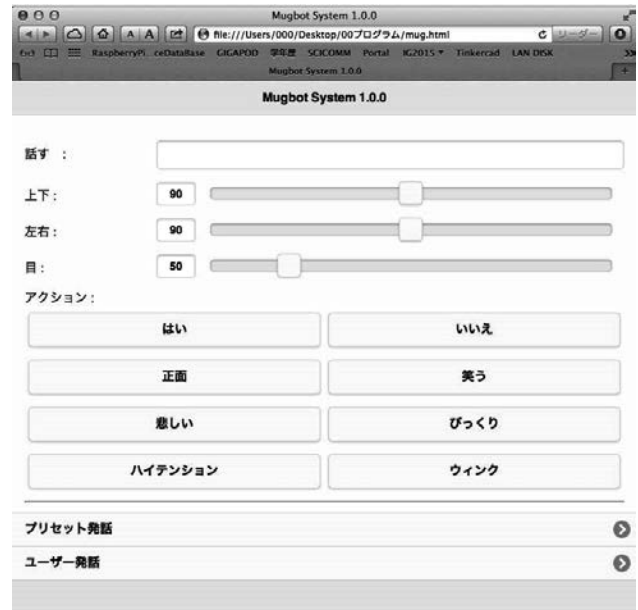 Mugbot System 1.0.0
file:///Users/000/Desktop/00プログラム/mug.html
リーダー
RaspberryPi. ceDataBase GIGAPOD 学年暦 SCICOMM Portal IG2015 Tinkercad LAN DISK
Mugbot System 1.0.0
Mugbot System 1.0.0
話す :
上下: 90
左右: 90
目: 50
アクション:
はい いいえ
正面 笑う
悲しい びっくり
ハイテンション ウィンク
プリセット発話
ユーザー発話